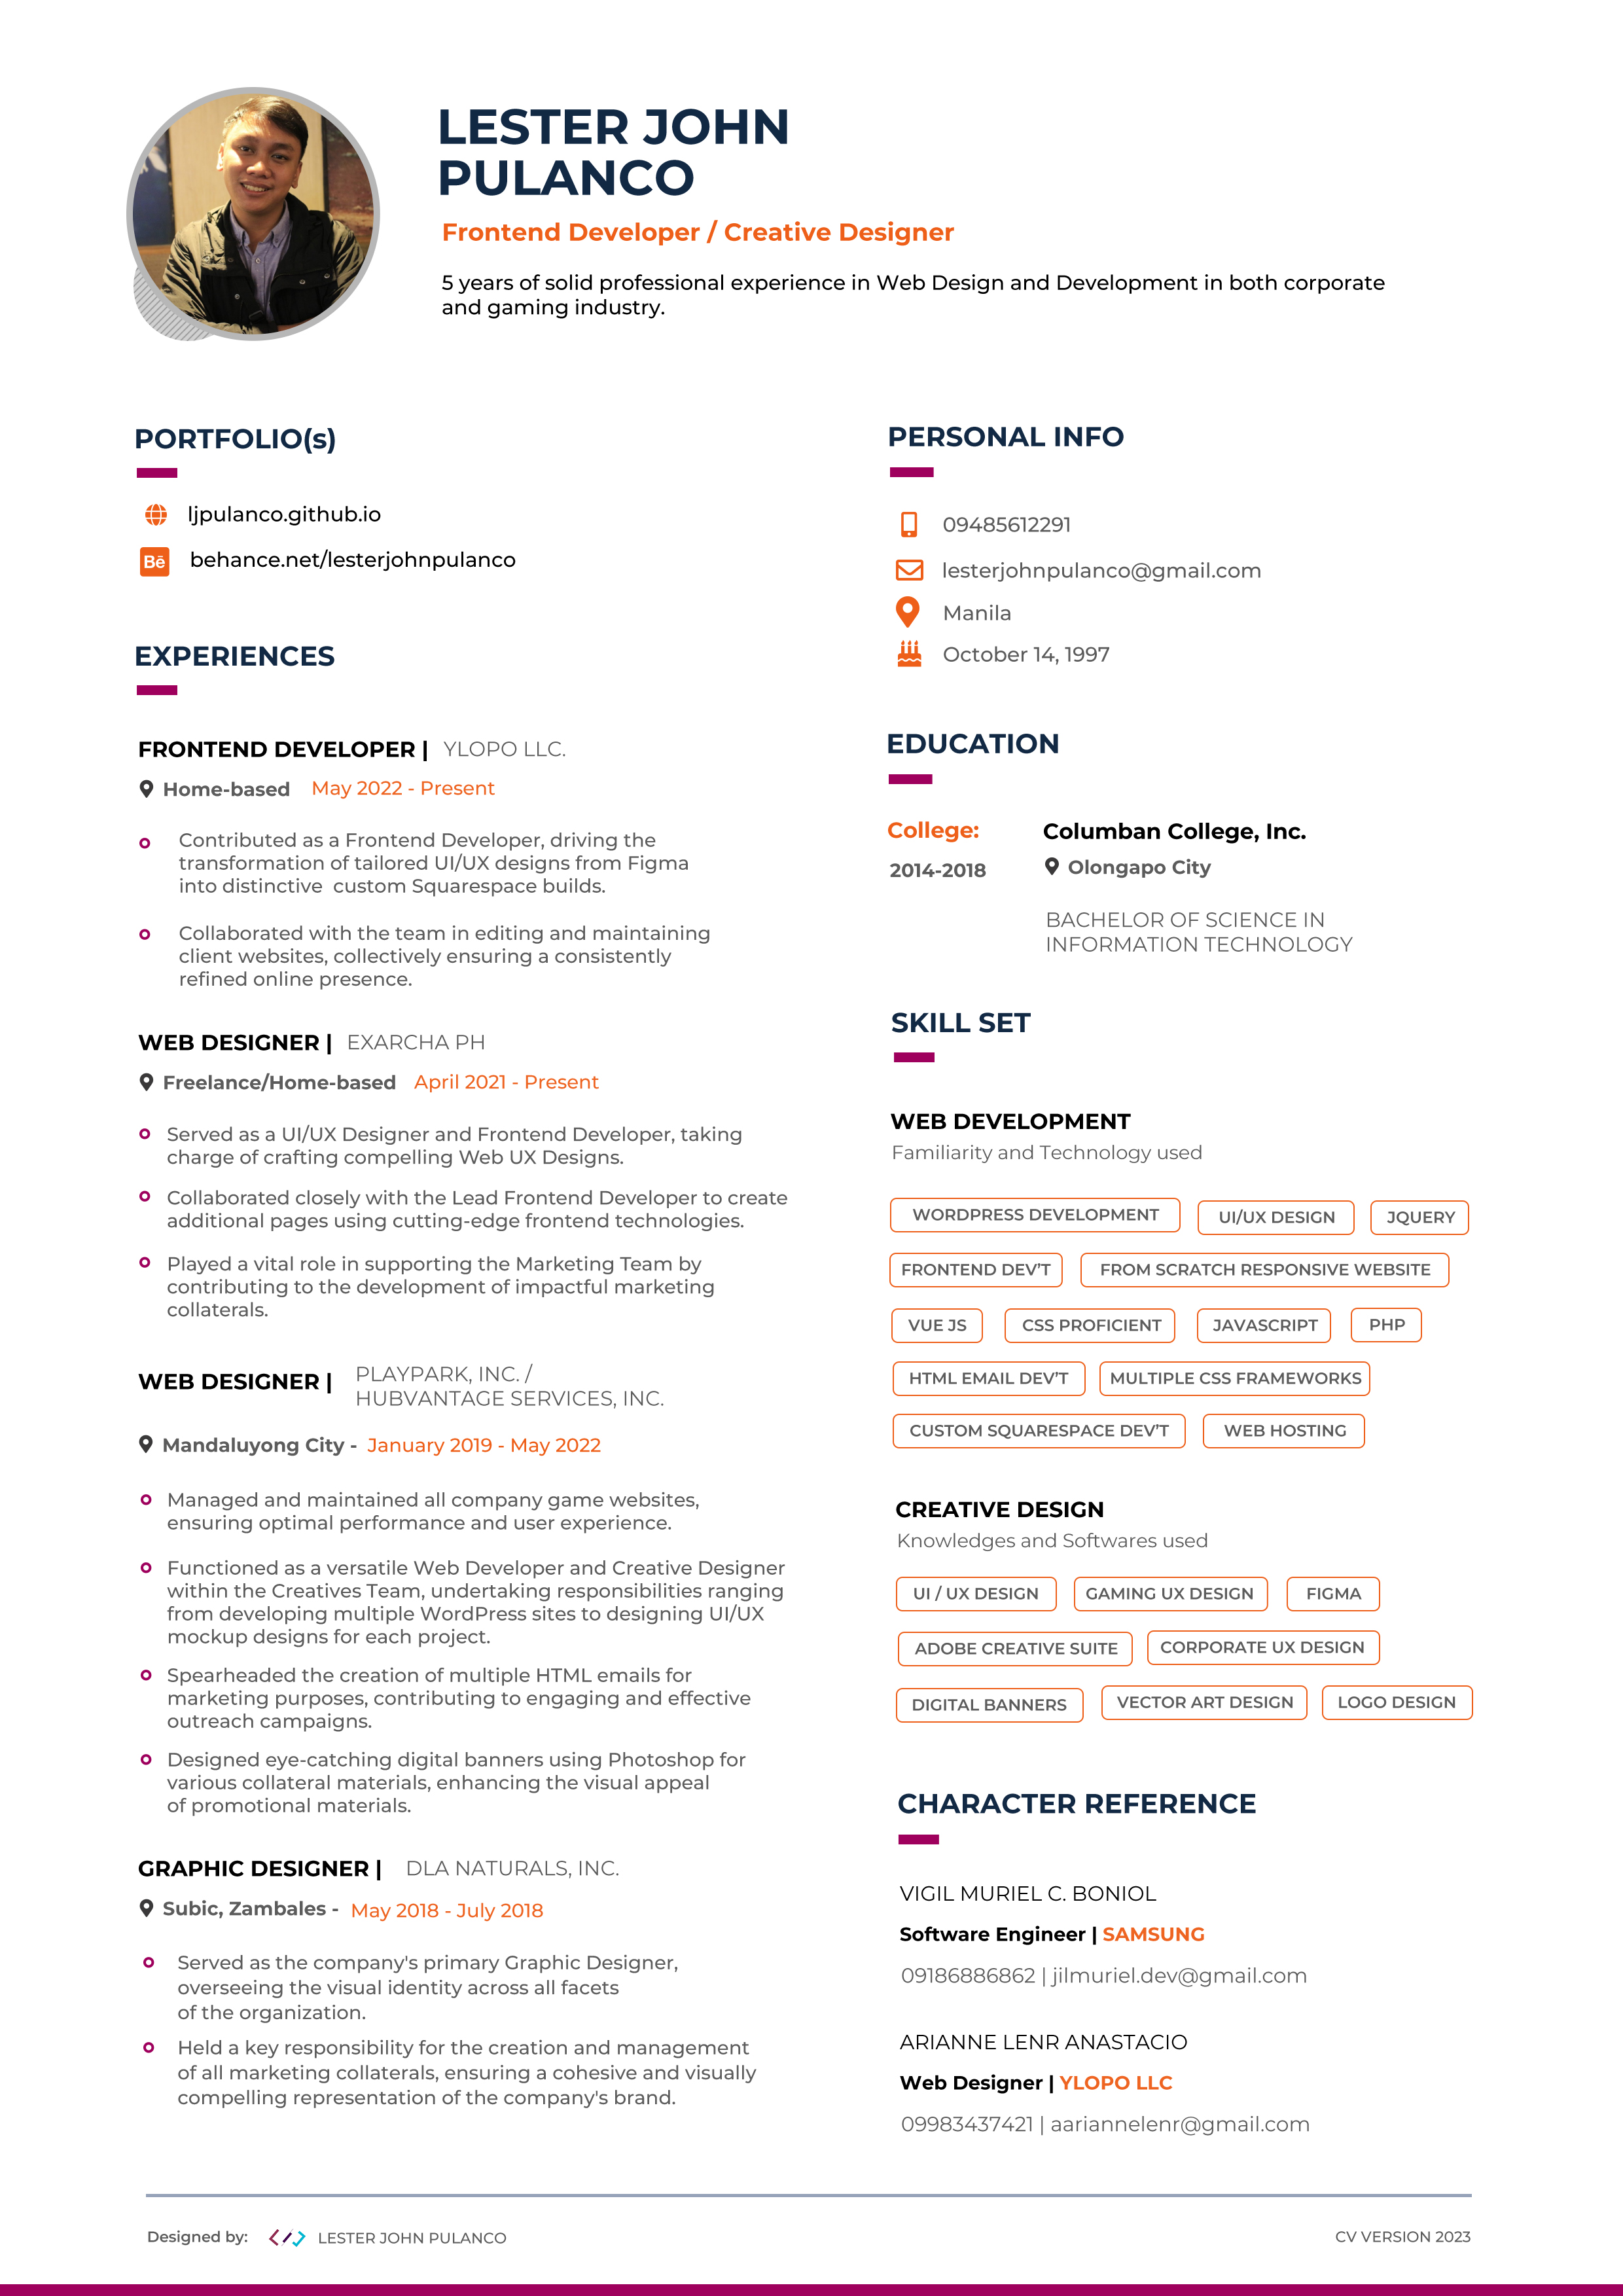 LESTER JOHN
PULANCO
Frontend Developer / Creative Designer
5 years of solid professional experience in Web Design and Development in both corporate
and gaming industry.
PORTFOLIO(s)
ljpulanco.github.io
Bē
behance.net/lesterjohnpulanco
EXPERIENCES
FRONTEND DEVELOPER | YLOPO LLC.
Home-based May 2022 - Present
Contributed as a Frontend Developer, driving the
transformation of tailored UI/UX designs from Figma
into distinctive custom Squarespace builds.
Collaborated with the team in editing and maintaining
client websites, collectively ensuring a consistently
refined online presence.
WEB DESIGNER | EXARCHA PH
Freelance/Home-based April 2021 - Present
Served as a UI/UX Designer and Frontend Developer, taking
charge of crafting compelling Web UX Designs.
Collaborated closely with the Lead Frontend Developer to create
additional pages using cutting-edge frontend technologies.
Played a vital role in supporting the Marketing Team by
contributing to the development of impactful marketing
collaterals.
WEB DESIGNER | PLAYPARK, INC. /
HUBVANTAGE SERVICES, INC.
Mandaluyong City - January 2019 - May 2022
Managed and maintained all company game websites,
ensuring optimal performance and user experience.
Functioned as a versatile Web Developer and Creative Designer
within the Creatives Team, undertaking responsibilities ranging
from developing multiple WordPress sites to designing UI/UX
mockup designs for each project.
Spearheaded the creation of multiple HTML emails for
marketing purposes, contributing to engaging and effective
outreach campaigns.
Designed eye-catching digital banners using Photoshop for
various collateral materials, enhancing the visual appeal
of promotional materials.
GRAPHIC DESIGNER | DLA NATURALS, INC.
Subic, Zambales - May 2018 - July 2018
Served as the company's primary Graphic Designer,
overseeing the visual identity across all facets
of the organization.
Held a key responsibility for the creation and management
of all marketing collaterals, ensuring a cohesive and visually
compelling representation of the company's brand.
PERSONAL INFO
09485612291
lesterjohnpulanco@gmail.com
Manila
October 14, 1997
EDUCATION
College: Columban College, Inc.
2014-2018 Olongapo City
BACHELOR OF SCIENCE IN
INFORMATION TECHNOLOGY
SKILL SET
WEB DEVELOPMENT
Familiarity and Technology used
WORDPRESS DEVELOPMENT UI/UX DESIGN JQUERY
FRONTEND DEV'T FROM SCRATCH RESPONSIVE WEBSITE
VUE JS CSS PROFICIENT JAVASCRIPT PHP
HTML EMAIL DEV'T MULTIPLE CSS FRAMEWORKS
CUSTOM SQUARESPACE DEV'T WEB HOSTING
CREATIVE DESIGN
Knowledges and Softwares used
UI / UX DESIGN GAMING UX DESIGN FIGMA
ADOBE CREATIVE SUITE CORPORATE UX DESIGN
DIGITAL BANNERS VECTOR ART DESIGN LOGO DESIGN
CHARACTER REFERENCE
VIGIL MURIEL C. BONIOL
Software Engineer | SAMSUNG
09186886862 | jilmuriel.dev@gmail.com
ARIANNE LENR ANASTACIO
Web Designer | YLOPO LLC
09983437421 | aariannelenr@gmail.com
Designed by: LESTER JOHN PULANCO
CV VERSION 2023